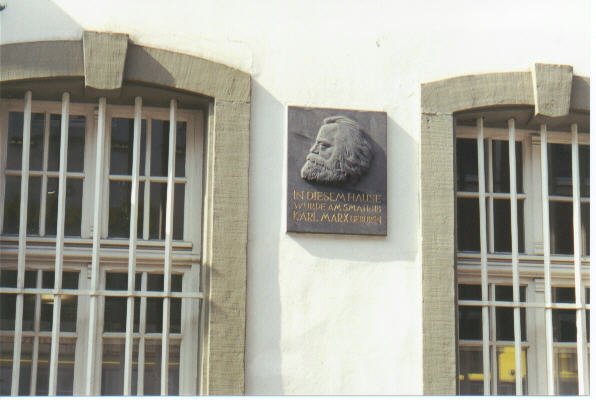 IN DIESEM HAUSE
WURDE AM 5. MAI 1818
KARL MARX GEBOREN